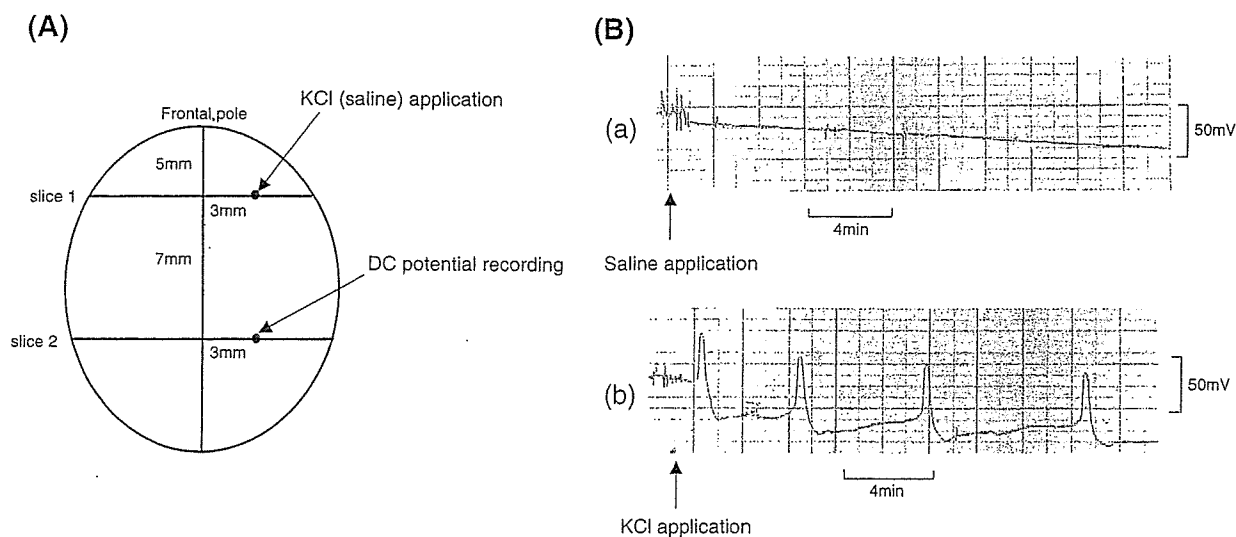 (A)
KCl (saline) application
Frontal pole
5mm
slice 1
3mm
7mm
DC potential recording
slice 2
3mm
(B)
(a)
50mV
4min
Saline application
(b)
50mV
4min
KCl application